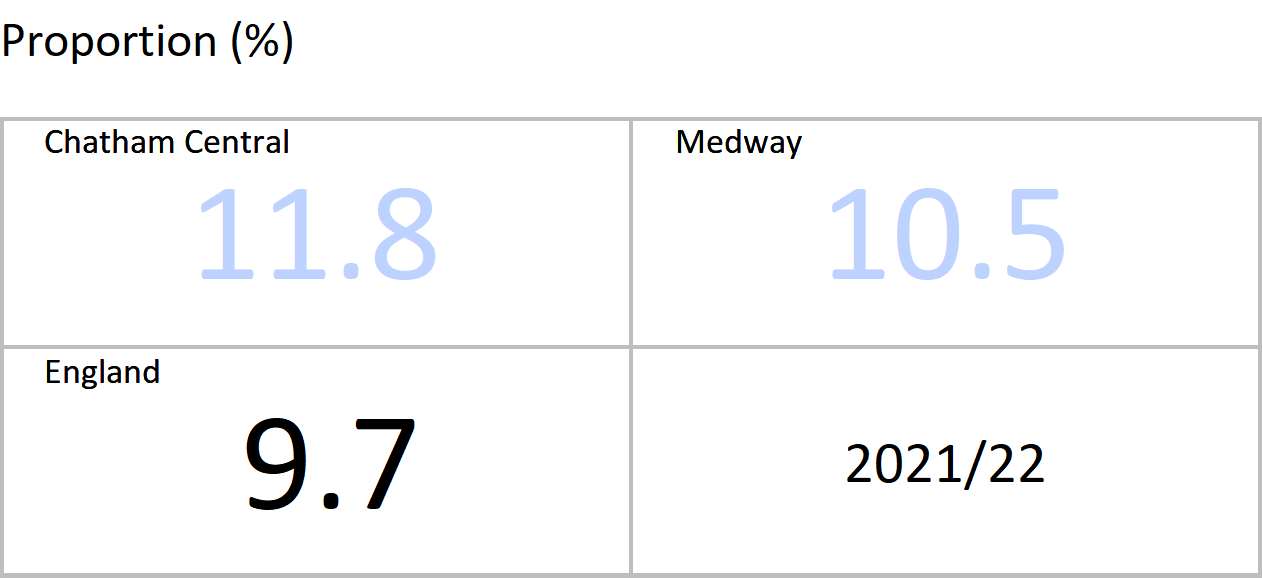 Proportion (%)
Chatham Central
11.8
Medway
10.5
England
9.7
2021/22